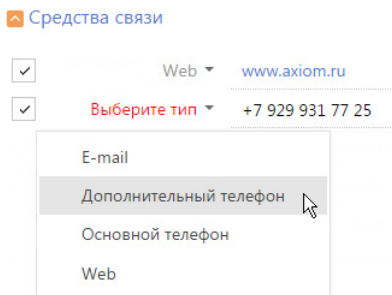 Средства связи
Web www.axiom.ru
Выберите тип +7 929 931 77 25
E-mail
Дополнительный телефон
Основной телефон
Web